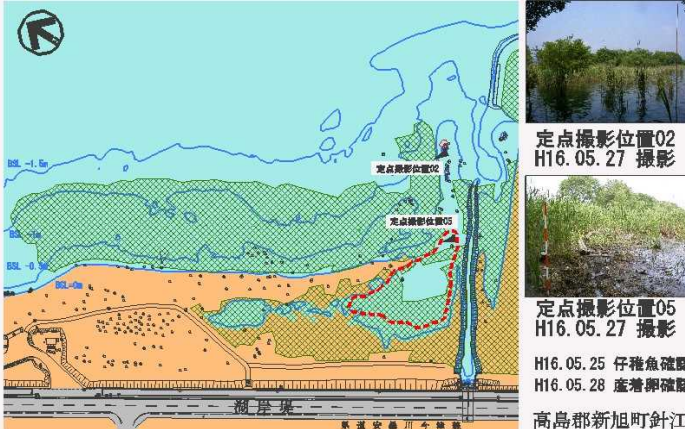 BSL -1.5m
定点撮影位置02
定点撮影位置05
BSL -1m
BSL -0.3m
BSL=0m
湖岸堤
定点撮影位置02
H16.05.27 撮影
定点撮影位置05
H16.05.27 撮影
H16.05.25 仔稚魚確認
H16.05.28 産着卵確認
高島郡新旭町針江